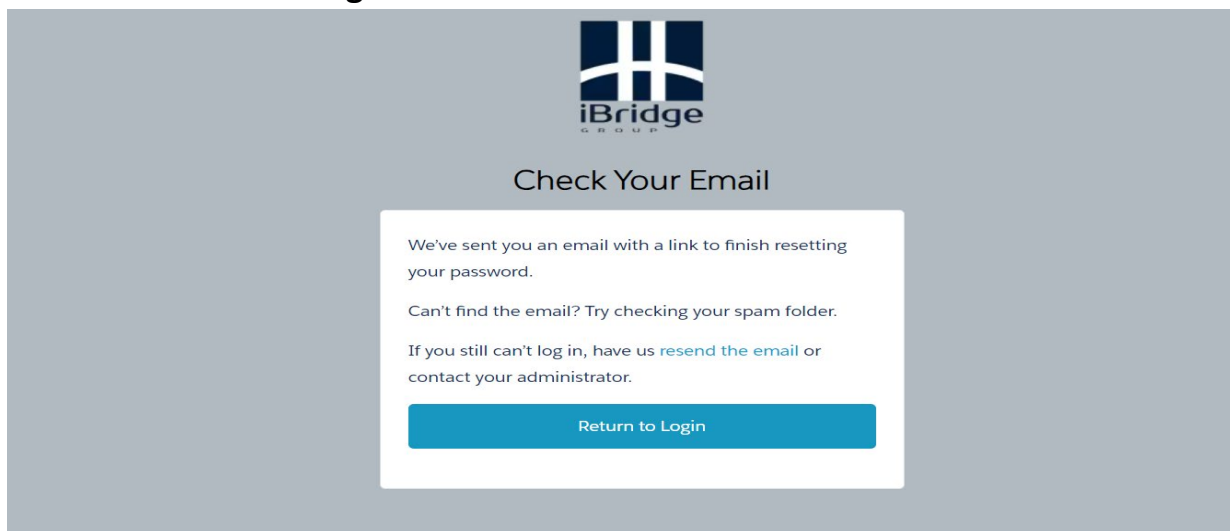 iBridge
GROUP
Check Your Email
We've sent you an email with a link to finish resetting
your password.
Can't find the email? Try checking your spam folder.
If you still can't log in, have us resend the email or
contact your administrator.
Return to Login